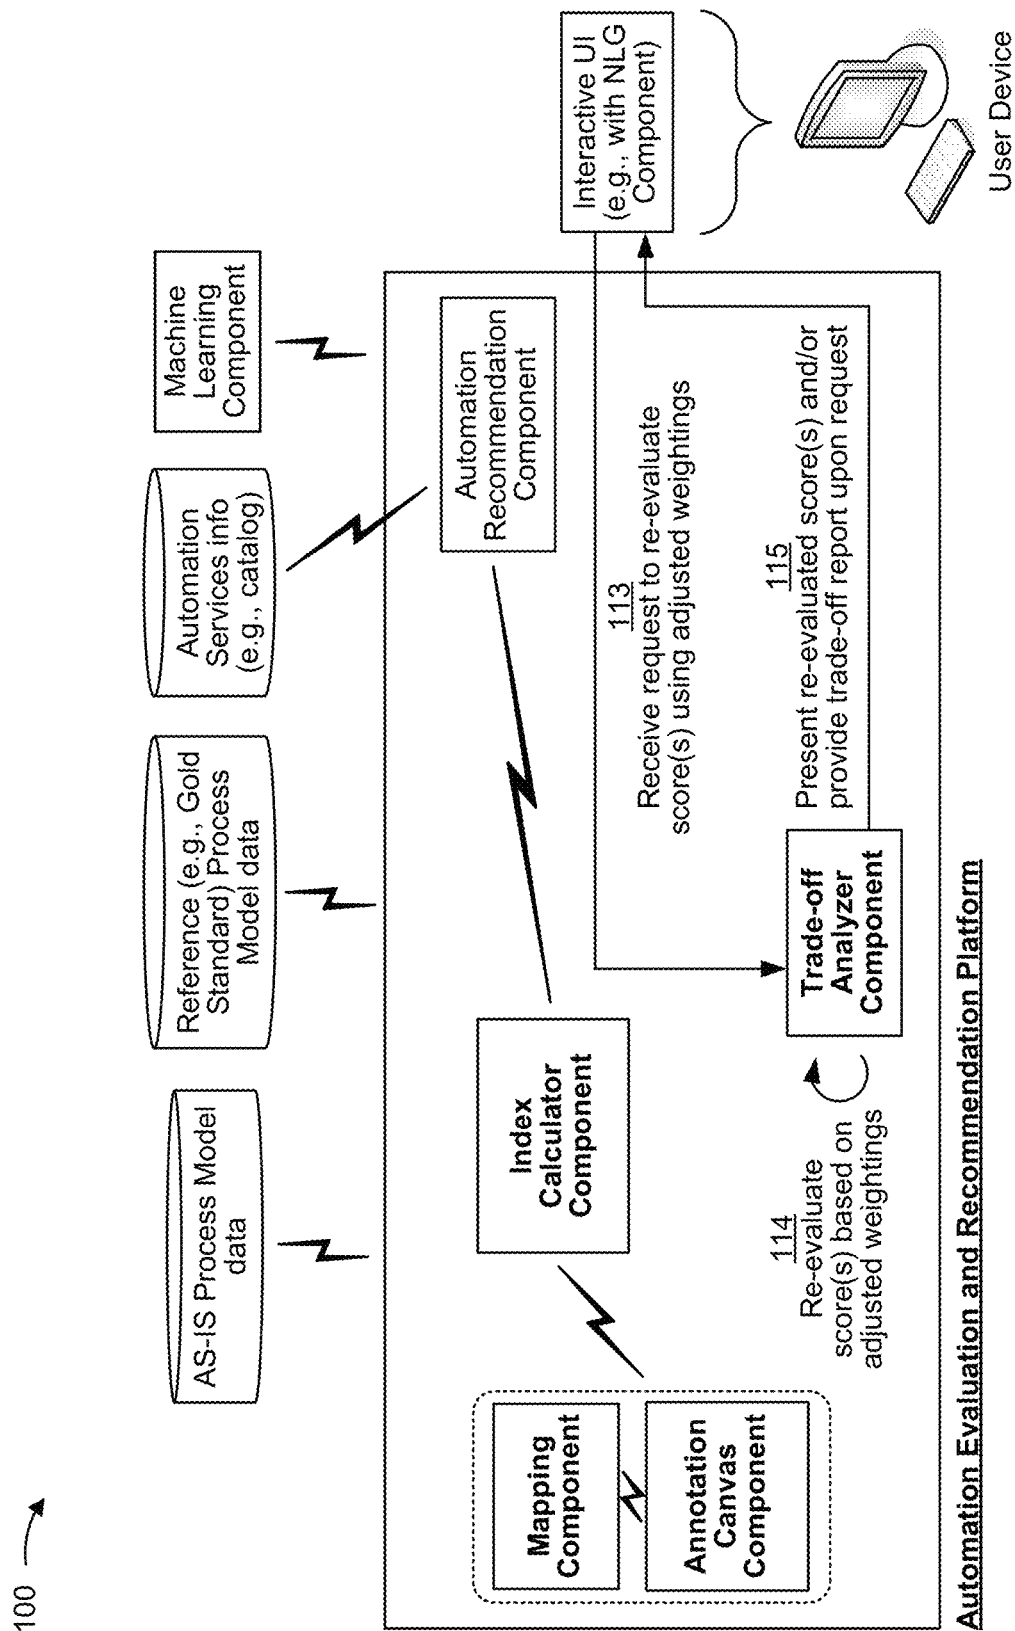 100
AS-IS Process Model
data
Reference (e.g., Gold
Standard) Process
Model data
Automation
Services info
(e.g., catalog)
Machine
Learning
Component
Mapping
Component
Annotation
Canvas
Component
Index
Calculator
Component
Automation
Recommendation
Component
Interactive UI
(e.g., with NLG
Component)
113
Receive request to re-evaluate
score(s) using adjusted weightings
114
Re-evaluate
score(s) based on
adjusted weightings
Trade-off
Analyzer
Component
115
Present re-evaluated score(s) and/or
provide trade-off report upon request
User Device
Automation Evaluation and Recommendation Platform